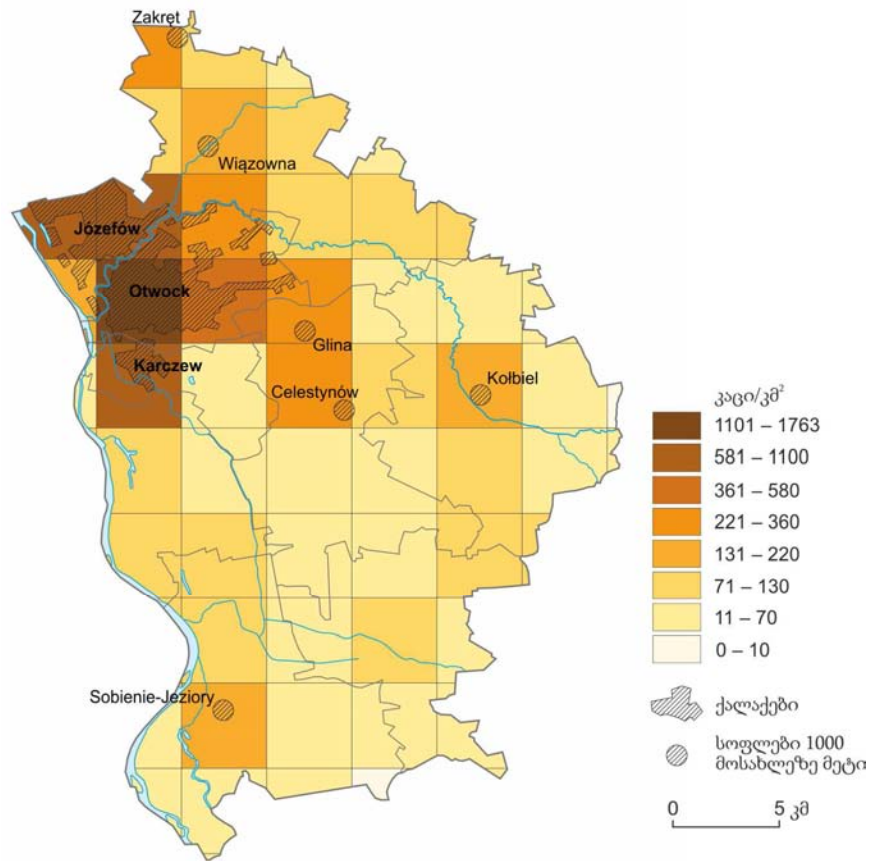 Zakręt
Wiązowna
Józefów
Otwock
Glina
Karczew
Celestynów
Kołbiel
Sobienie-Jeziory
კაცი/კმ²
1101 – 1763
581 – 1100
361 – 580
221 – 360
131 – 220
71 – 130
11 – 70
0 – 10
ქალაქები
სოფლები 1000
მოსახლეზე მეტი
0 5 კმ